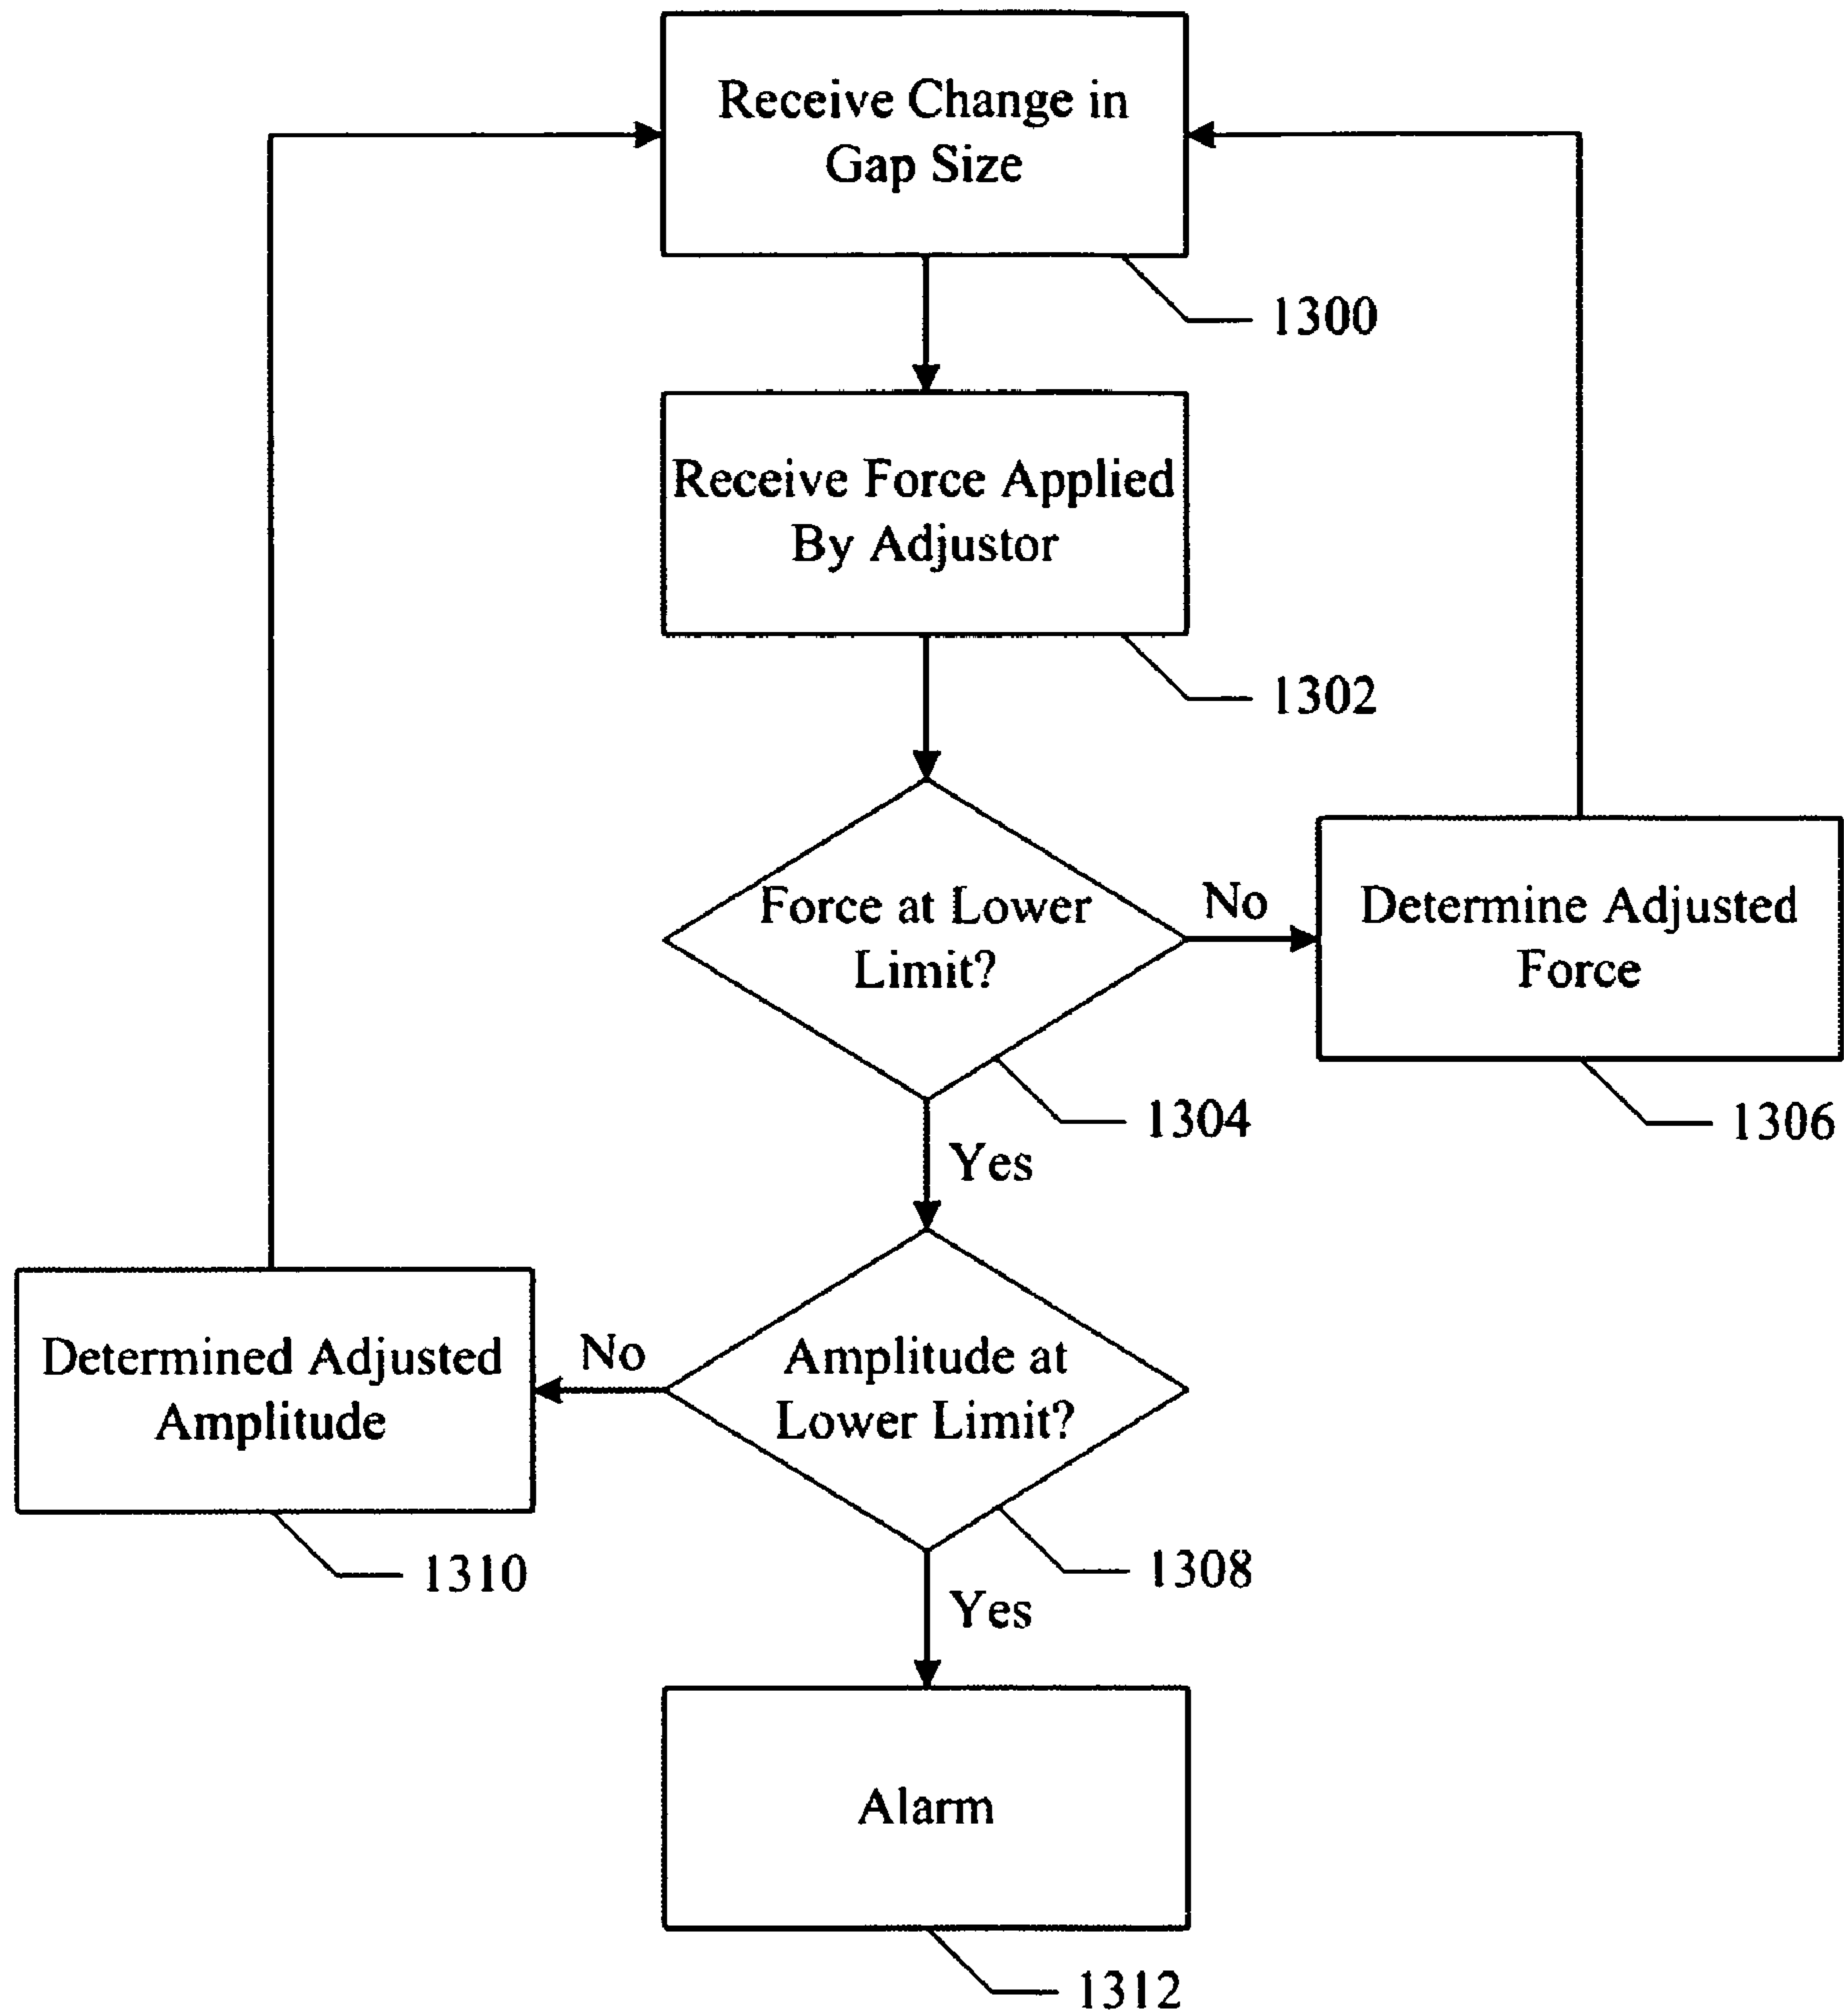 Receive Change in
Gap Size
1300
Receive Force Applied
By Adjustor
1302
Force at Lower
Limit?
No
Determine Adjusted
Force
1304
1306
Yes
Determined Adjusted
Amplitude
No
Amplitude at
Lower Limit?
1310
1308
Yes
Alarm
1312